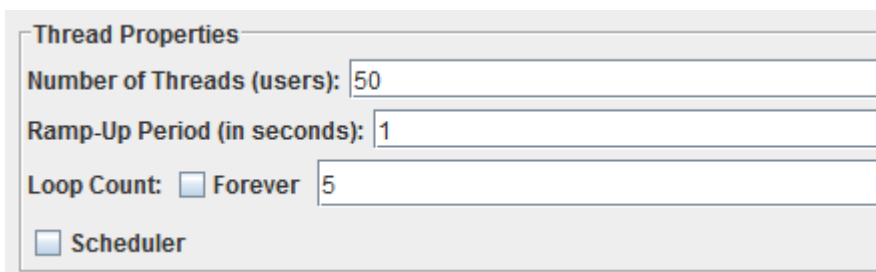 Thread Properties
Number of Threads (users): 50
Ramp-Up Period (in seconds): 1
Loop Count: Forever 5
Scheduler